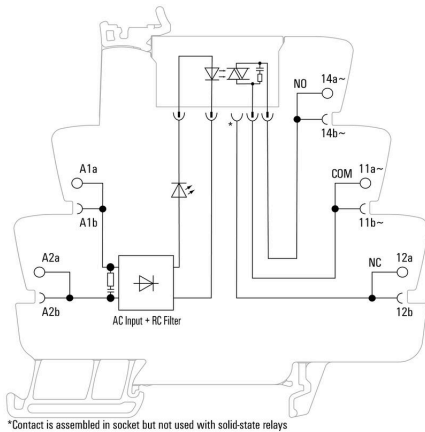 NO
14a~
14b~
*
A1a
COM
11a~
A1b
11b~
A2a
NC
12a
A2b
12b
AC Input + RC Filter
*Contact is assembled in socket but not used with solid-state relays